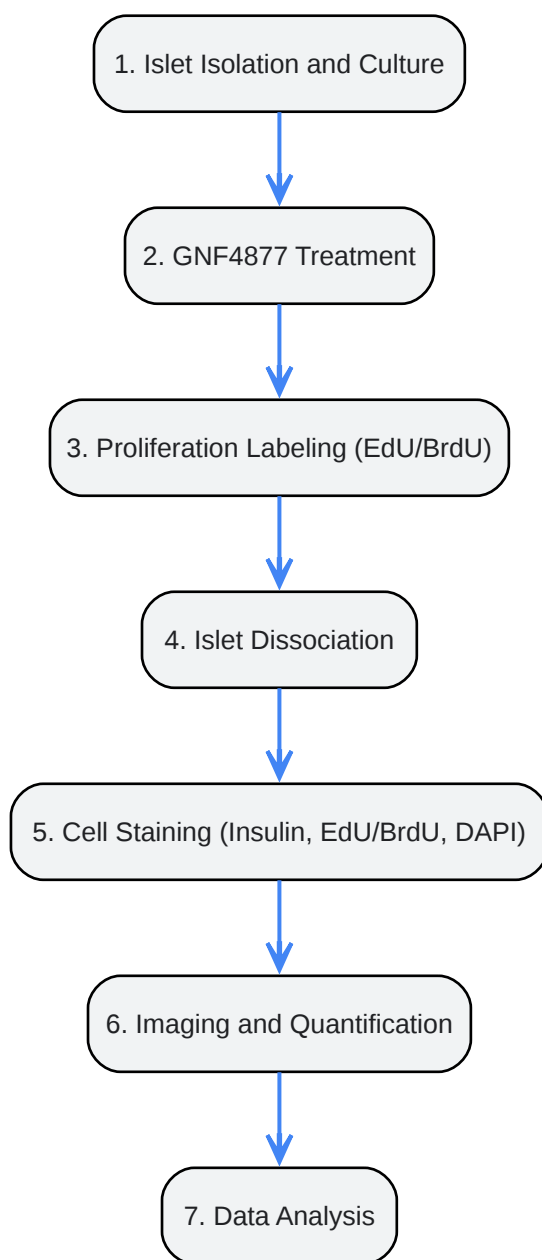 1. Islet Isolation and Culture
2. GNF4877 Treatment
3. Proliferation Labeling (EdU/BrdU)
4. Islet Dissociation
5. Cell Staining (Insulin, EdU/BrdU, DAPI)
6. Imaging and Quantification
7. Data Analysis